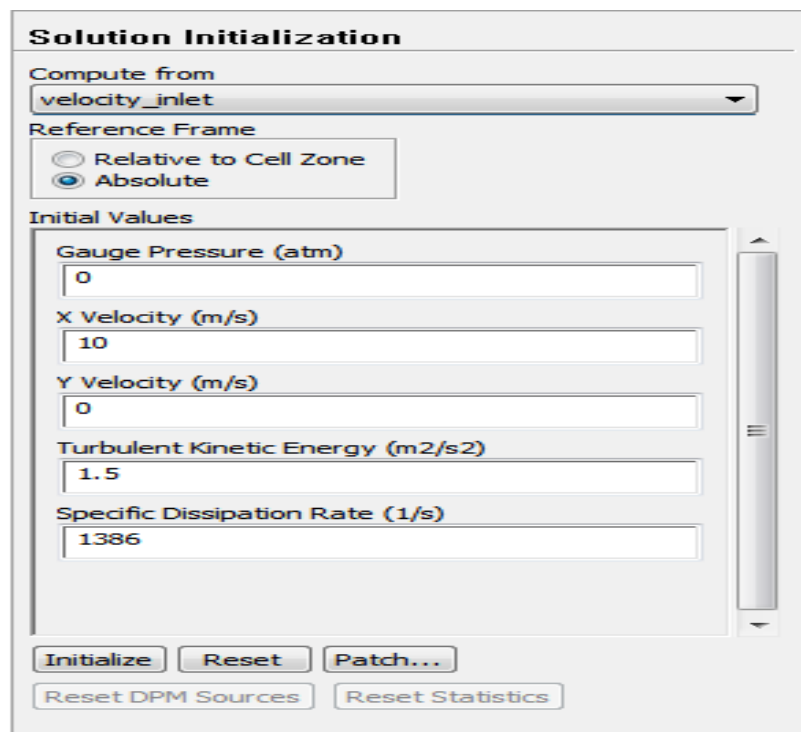 Solution Initialization
Compute from
velocity_inlet
Reference Frame
Relative to Cell Zone
Absolute
Initial Values
Gauge Pressure (atm)
0
X Velocity (m/s)
10
Y Velocity (m/s)
0
Turbulent Kinetic Energy (m2/s2)
1.5
Specific Dissipation Rate (1/s)
1386
Initialize Reset Patch...
Reset DPM Sources Reset Statistics